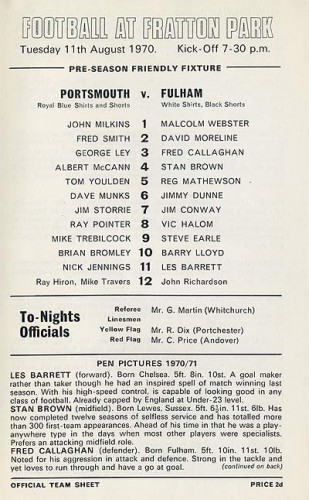 FOOTBALL AT FRATTON PARK
Tuesday 11th August 1970. Kick-Off 7-30 p.m.
PRE-SEASON FRIENDLY FIXTURE
PORTSMOUTH v. FULHAM
Royal Blue Shirts and Shorts White Shirts, Black Shorts
JOHN MILKINS 1 MALCOLM WEBSTER
FRED SMITH 2 DAVID MORELINE
GEORGE LEY 3 FRED CALLAGHAN
ALBERT McCANN 4 STAN BROWN
TOM YOULDEN 5 REG MATHEWSON
DAVE MUNKS 6 JIMMY DUNNE
JIM STORRIE 7 JIM CONWAY
RAY POINTER 8 VIC HALOM
MIKE TREBILCOCK 9 STEVE EARLE
BRIAN BROMLEY 10 BARRY LLOYD
NICK JENNINGS 11 LES BARRETT
Ray Hiron, Mike Travers 12 John Richardson
To-Nights
Officials
Referee Mr. G. Martin (Whitchurch)
Linesmen
Yellow Flag Mr. R. Dix (Portchester)
Red Flag Mr. C. Price (Andover)
PEN PICTURES 1970/71
LES BARRETT (forward). Born Chelsea. 5ft. 8in. 10st. A goal maker
rather than taker though he had an inspired spell of match winning last
season. With his high-speed control, is capable of looking good in any
class of football. Already capped by England at Under-23 level.
STAN BROWN (midfield). Born Lewes, Sussex. 5ft. 6½in. 11st. 6lb. Has
now completed twelve seasons of selfless service and has totalled more
than 300 first-team appearances. Ahead of his time in that he was a play-
anywhere type in the days when most other players were specialists.
Prefers an attacking midfield role.
FRED CALLAGHAN (defender). Born Fulham. 5ft. 10in. 11st. 10lb.
Noted for his aggression in attack and defence. Strong in the tackle and
yet loves to run through and have a go at goal. (continued on back)
OFFICIAL TEAM SHEET PRICE 2d